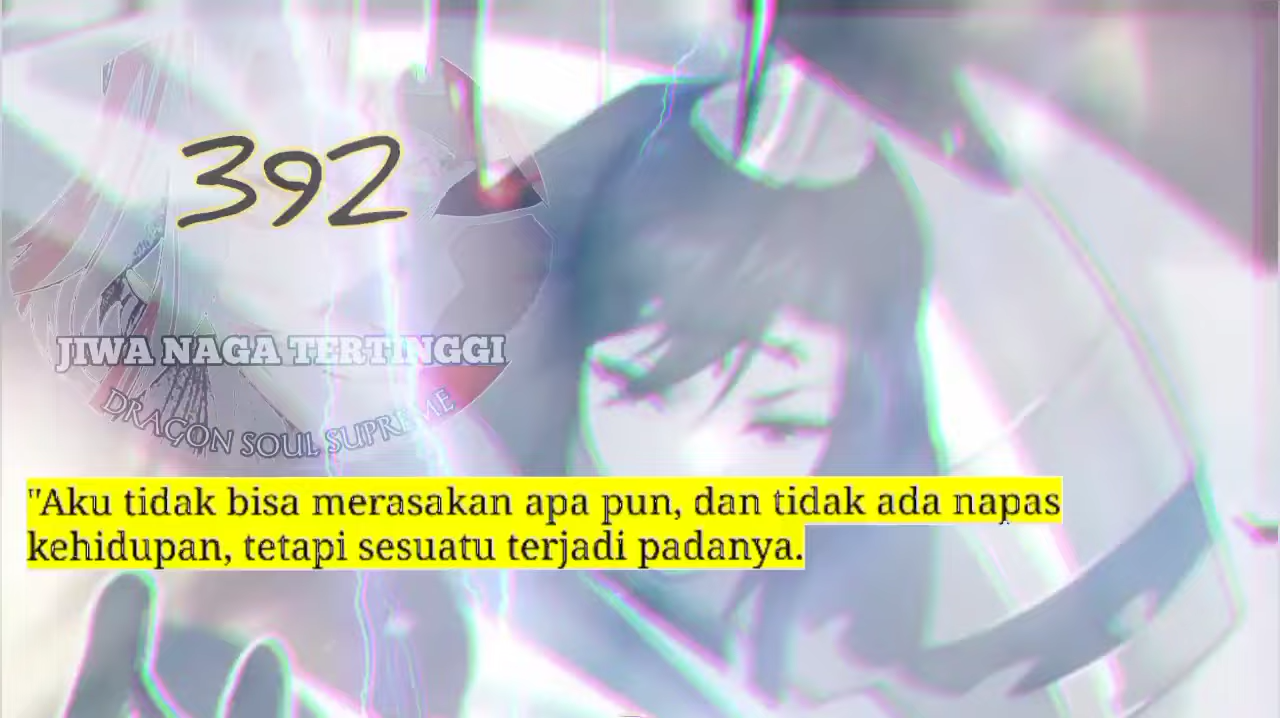 392
JIWA NAGA TERTINGGI
DRAGON SOUL SUPREME
"Aku tidak bisa merasakan apa pun, dan tidak ada napas
kehidupan, tetapi sesuatu terjadi padanya.